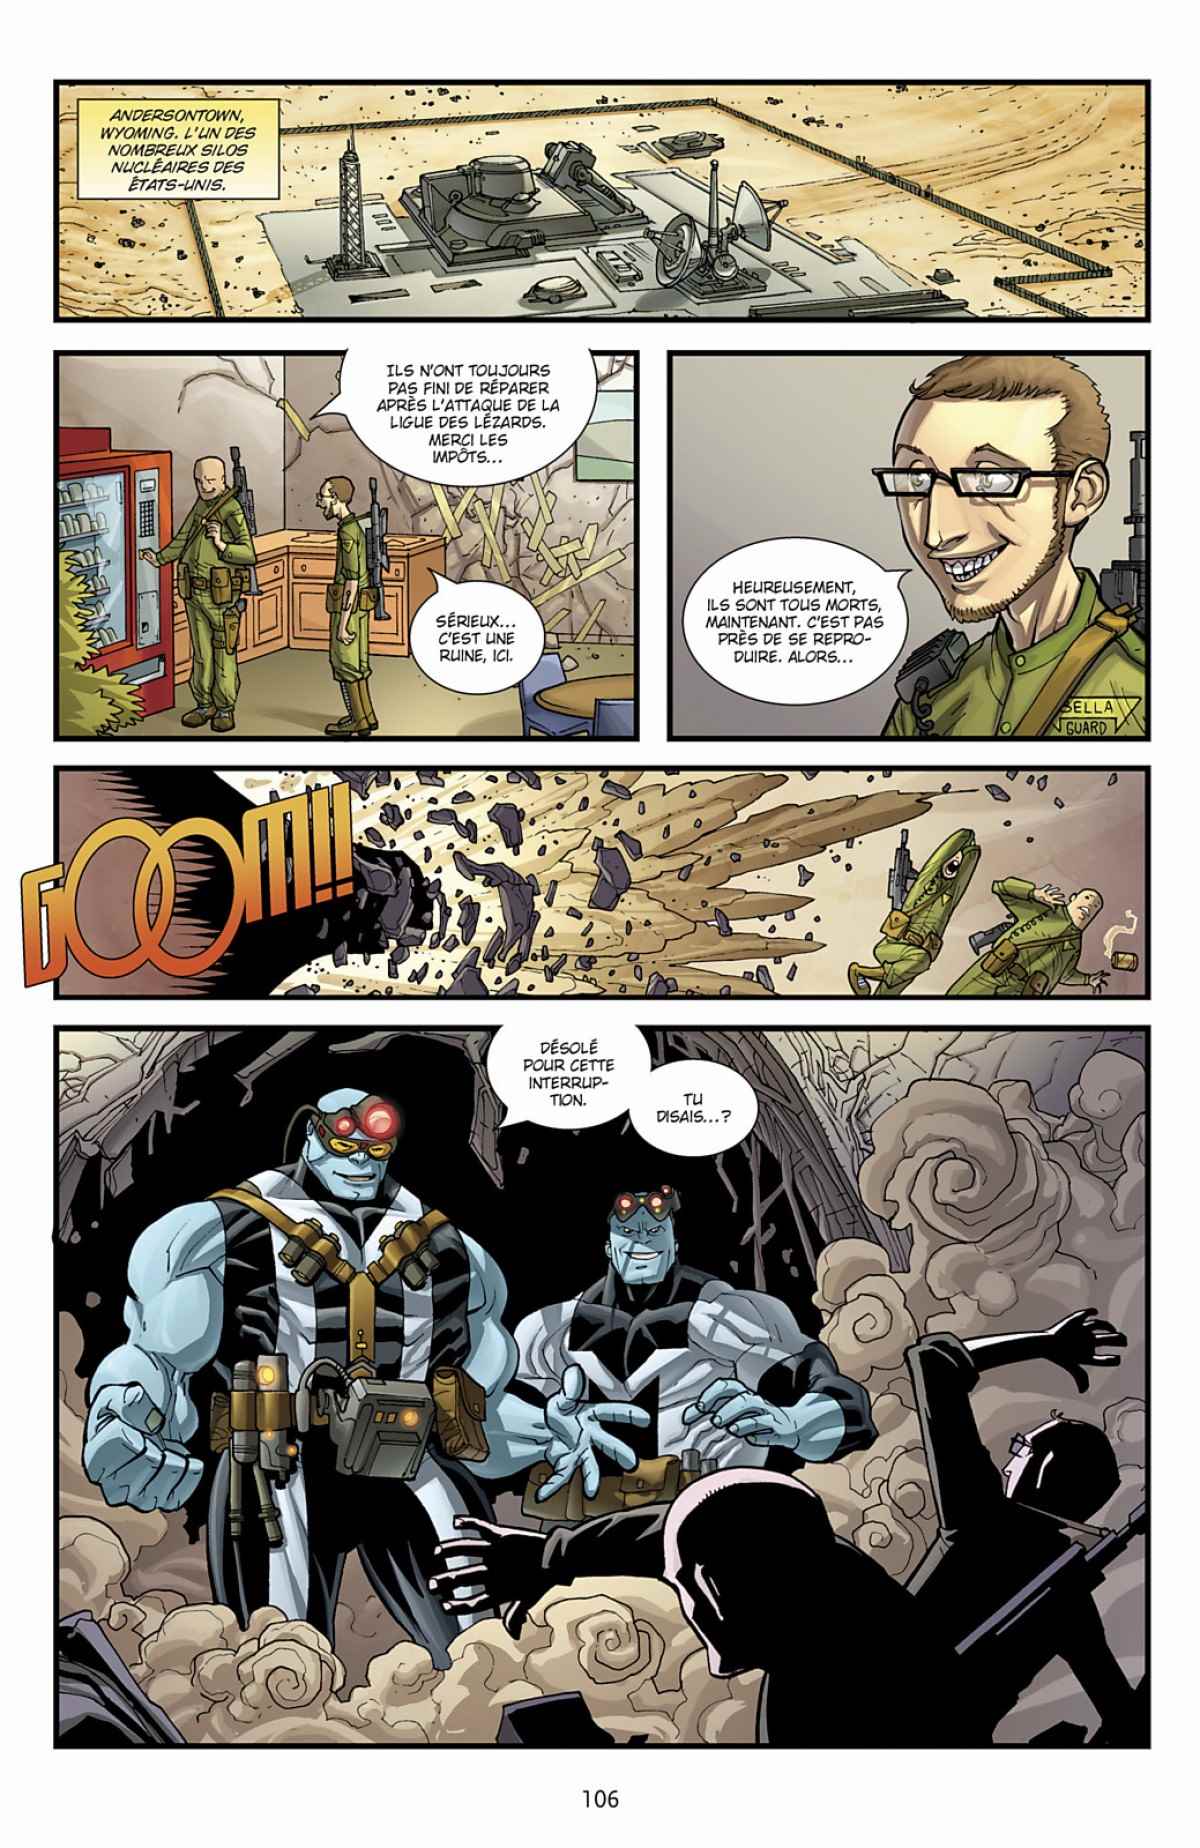 ANDERSONTOWN,
WYOMING. L'UN DES
NOMBREUX SILOS
NUCLÉAIRES DES
ÉTATS-UNIS.
ILS N'ONT TOUJOURS
PAS FINI DE RÉPARER
APRÈS L'ATTAQUE DE LA
LIGUE DES LÉZARDS.
MERCI LES
IMPÔTS...
SÉRIEUX...
C'EST UNE
RUINE, ICI.
HEUREUSEMENT,
ILS SONT TOUS MORTS,
MAINTENANT. C'EST PAS
PRÈS DE SE REPRO-
DUIRE. ALORS...
SELLA
GUARD
GOOM!!
DÉSOLÉ
POUR CETTE
INTERRUP-
TION.
TU
DISAIS...?
106